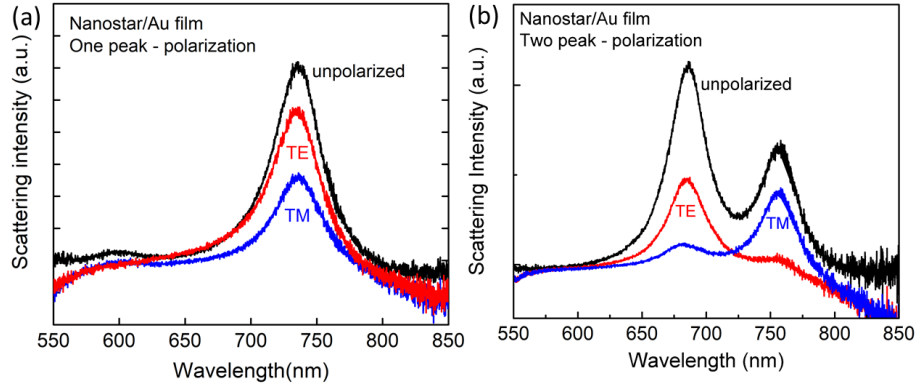 (a)
Nanostar/Au film
One peak - polarization
unpolarized
TE
TM
Scattering intensity (a.u.)
550 600 650 700 750 800 850
Wavelength(nm)
(b)
Nanostar/Au film
Two peak - polarization
unpolarized
TE
TM
Scattering Intensity (a.u.)
550 600 650 700 750 800 850
Wavelength (nm)